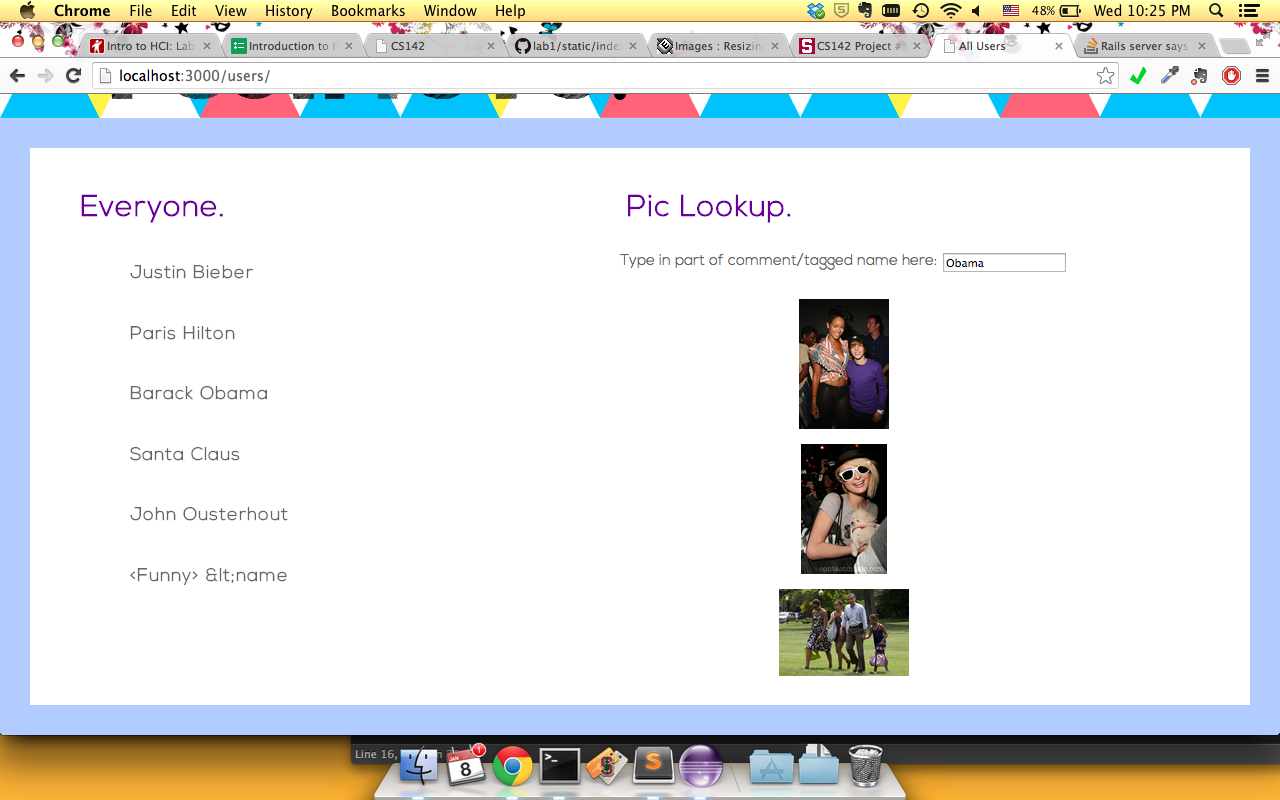 Chrome File Edit View History Bookmarks Window Help 48% Wed 10:25 PM
Intro to HCI: Lab Introduction to H CS142 lab1/static/inde Images : Resizin CS142 Project # All Users Rails server says
localhost:3000/users/
Everyone.
Pic Lookup.
Type in part of comment/tagged name here: Obama
Justin Bieber
Paris Hilton
Barack Obama
Santa Claus
John Ousterhout
<Funny> &lt;name
Line 16,
JAN
8
1